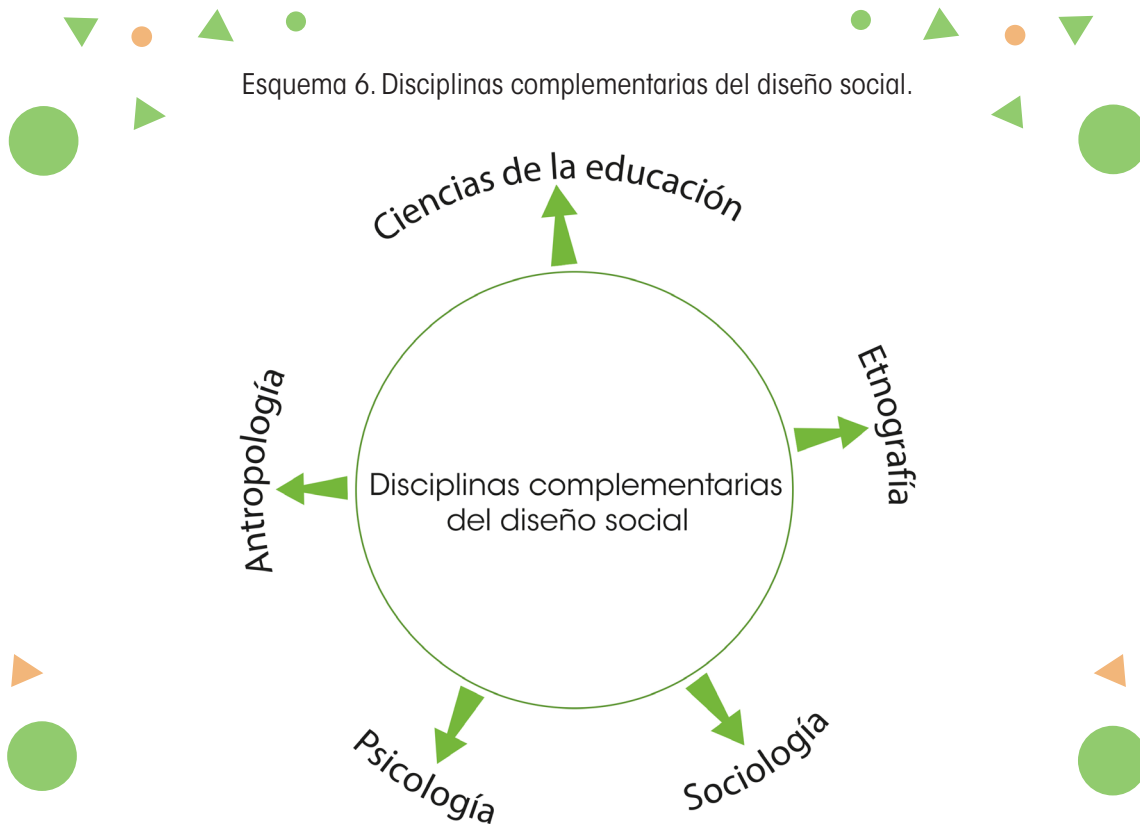 Esquema 6. Disciplinas complementarias del diseño social.
Ciencias de la educación
Etnografía
Antropología
Disciplinas complementarias
del diseño social
Psicología
Sociología